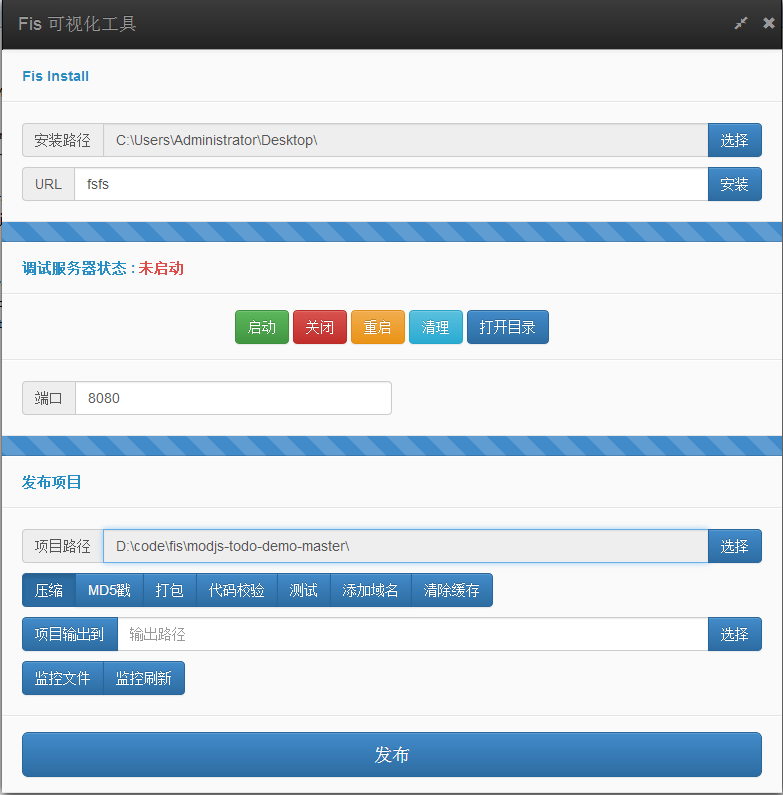 Fis 可视化工具
Fis Install
安装路径 C:\Users\Administrator\Desktop\ 选择
URL fsfs 安装
调试服务器状态 : 未启动
启动 关闭 重启 清理 打开目录
端口 8080
发布项目
项目路径 D:\code\fis\modjs-todo-demo-master\ 选择
压缩 MD5戳 打包 代码校验 测试 添加域名 清除缓存
项目输出到 输出路径 选择
监控文件 监控刷新
发布